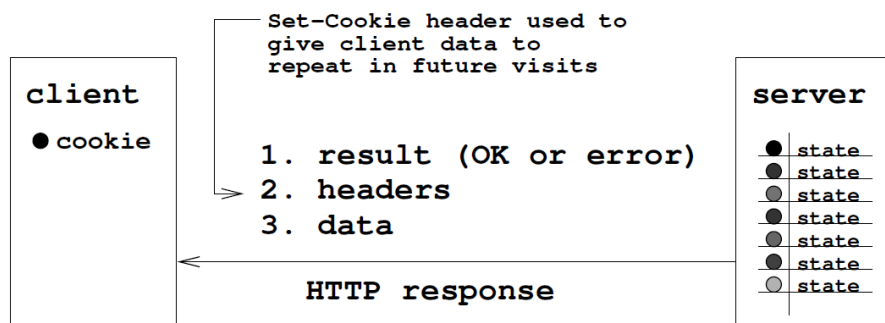 Set-Cookie header used to
give client data to
repeat in future visits
client
cookie
1. result (OK or error)
2. headers
3. data
HTTP response
server
state
state
state
state
state
state
state